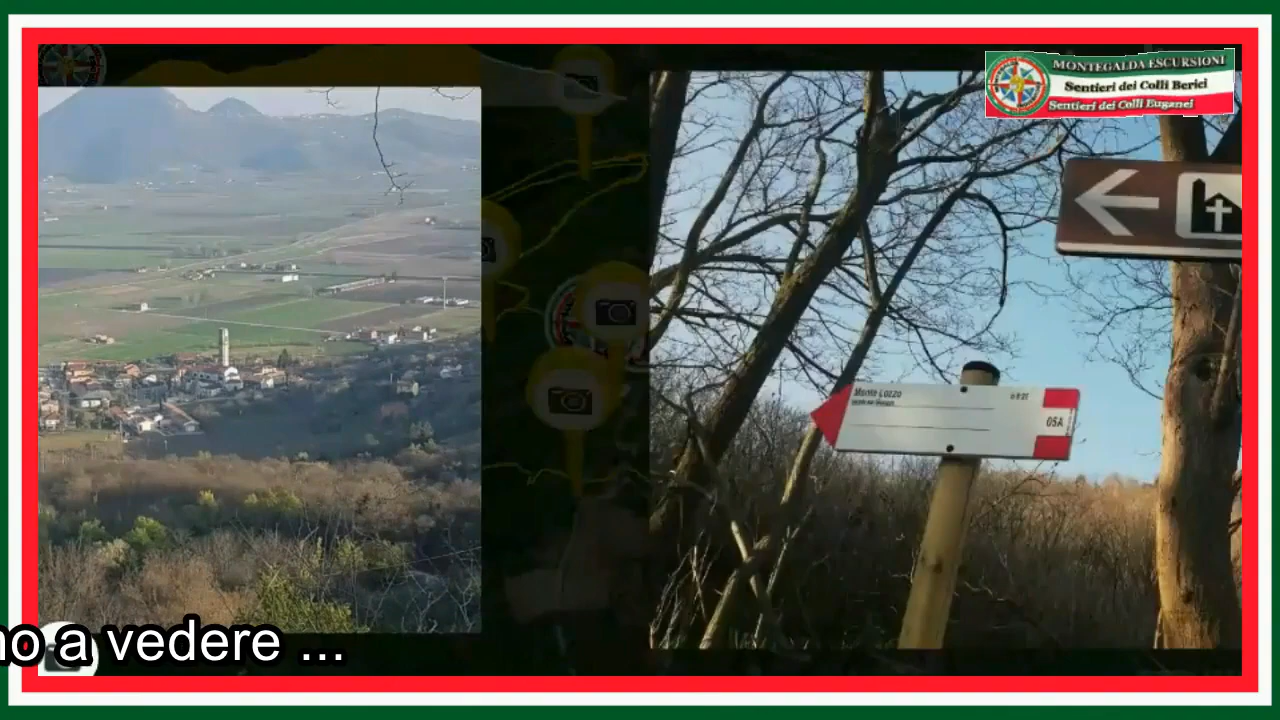 MONTEGALDA ESCURSIONI
Sentieri dei Colli Berici
Sentieri dei Colli Euganei
Monte Lozzo
05A
no a vedere ...